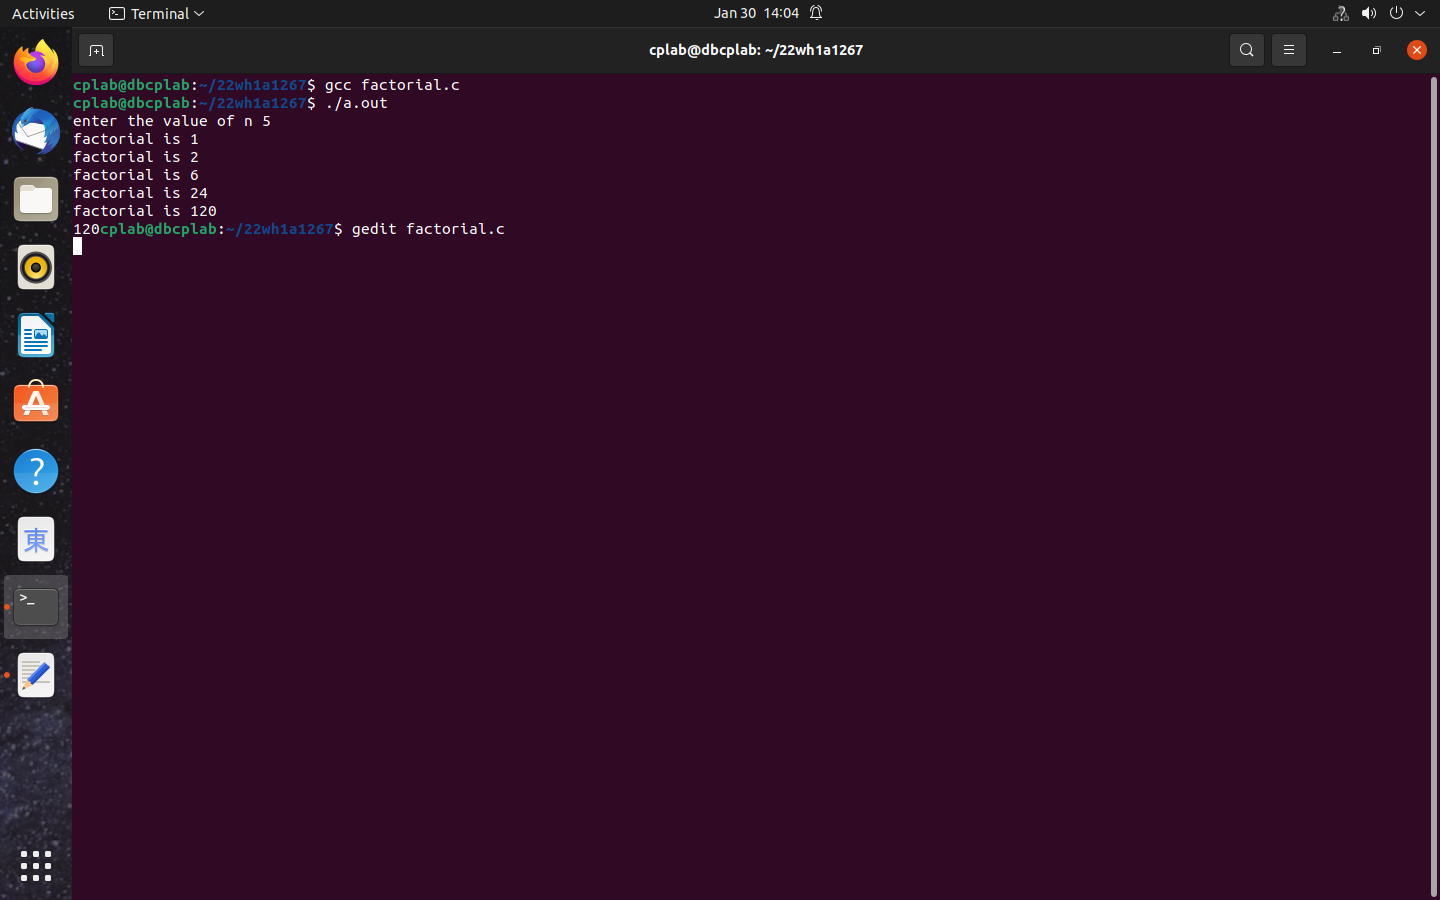 Activities
Terminal
Jan 30 14:04
cplab@dbcplab: ~/22wh1a1267
cplab@dbcplab:~/22wh1a1267$ gcc factorial.c
cplab@dbcplab:~/22wh1a1267$ ./a.out
enter the value of n 5
factorial is 1
factorial is 2
factorial is 6
factorial is 24
factorial is 120
120cplab@dbcplab:~/22wh1a1267$ gedit factorial.c
?
東
>_